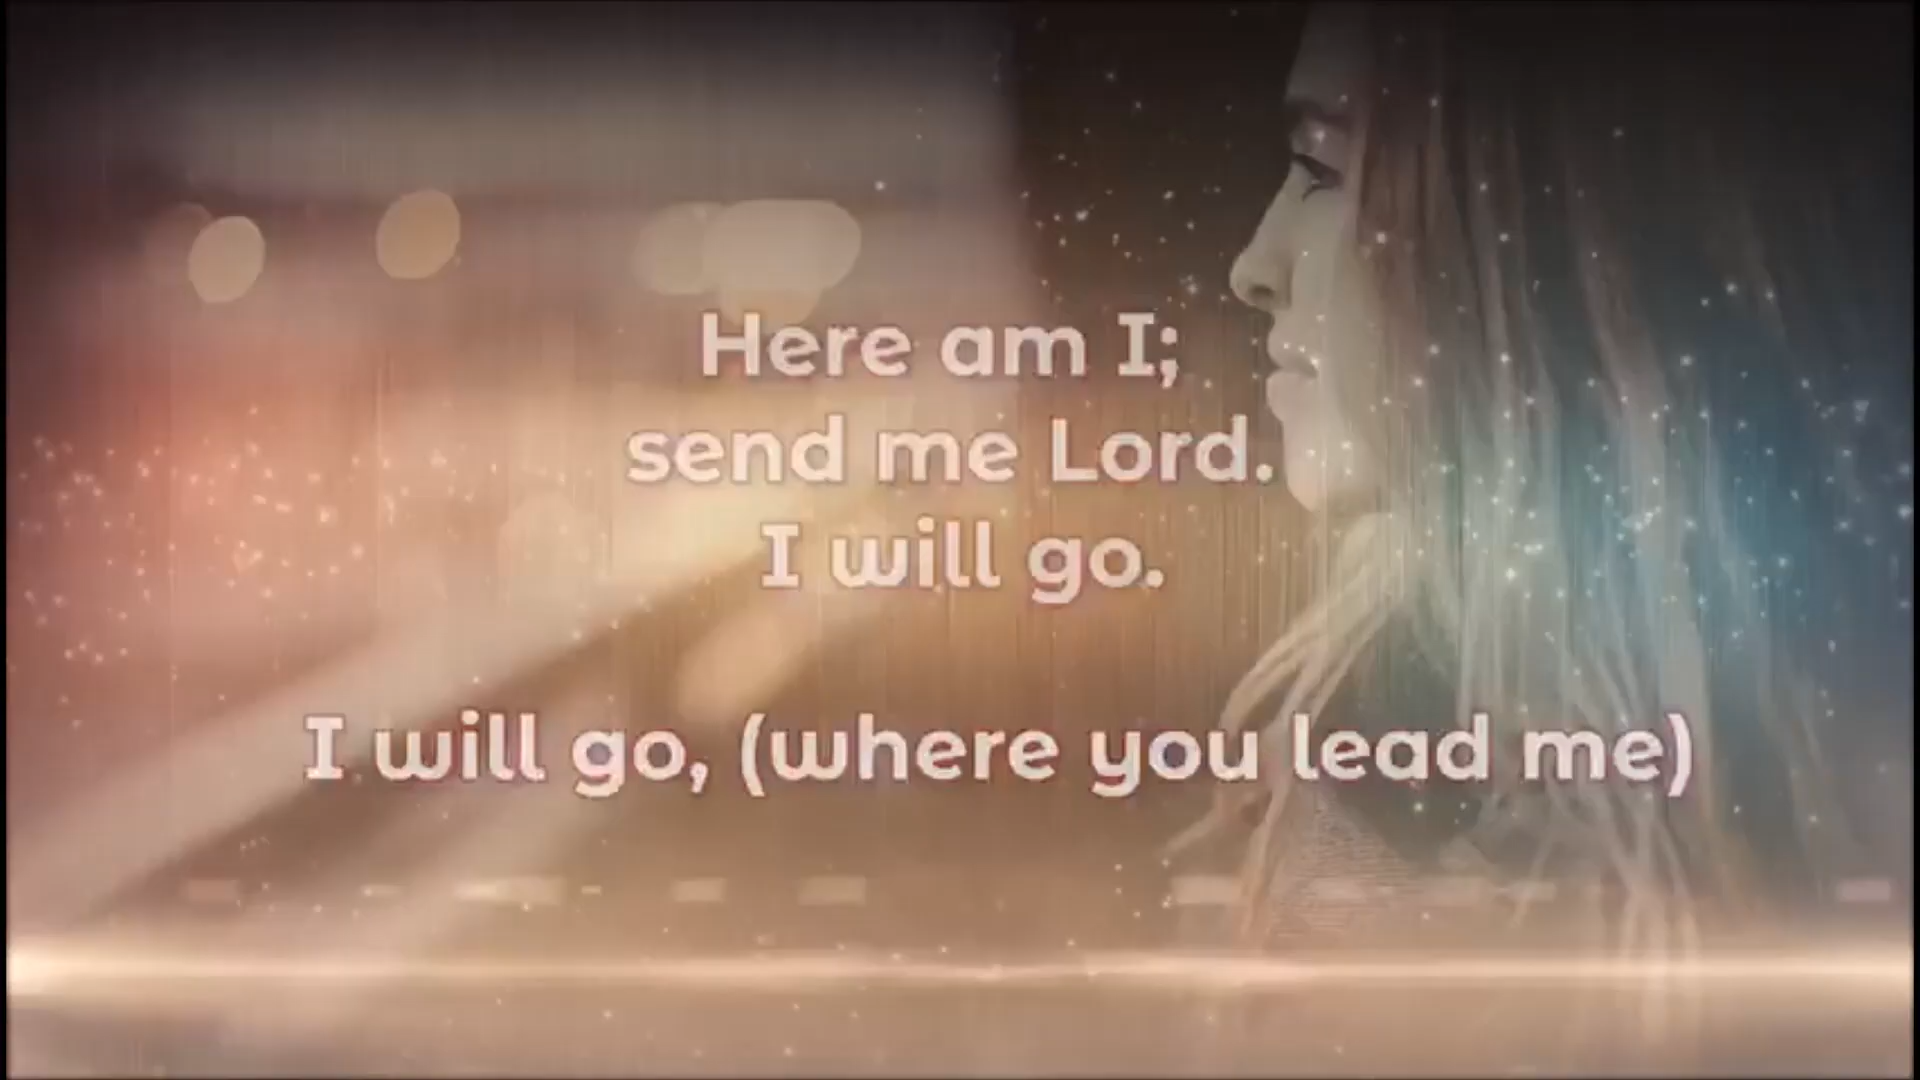 Here am I;
send me Lord.
I will go.
I will go, (where you lead me)